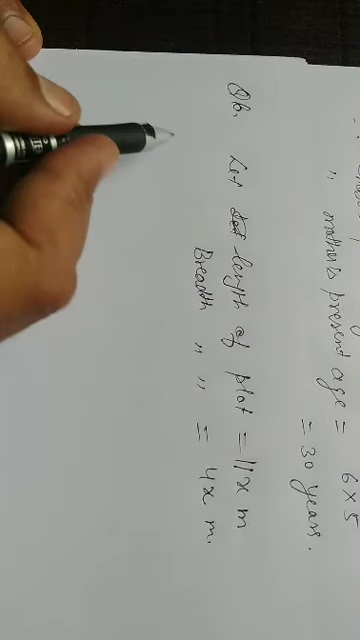 " mother's present age = 6 × 5
= 30 years.
Q6. Let length of plot = 11x m
Breadth " " = 4x m.